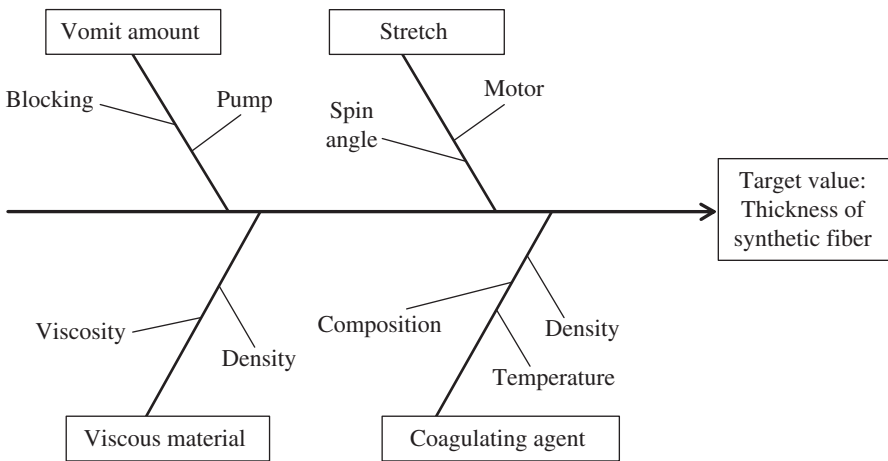 Vomit amount
Stretch
Blocking
Pump
Spin
angle
Motor
Target value:
Thickness of
synthetic fiber
Viscosity
Density
Composition
Density
Temperature
Viscous material
Coagulating agent